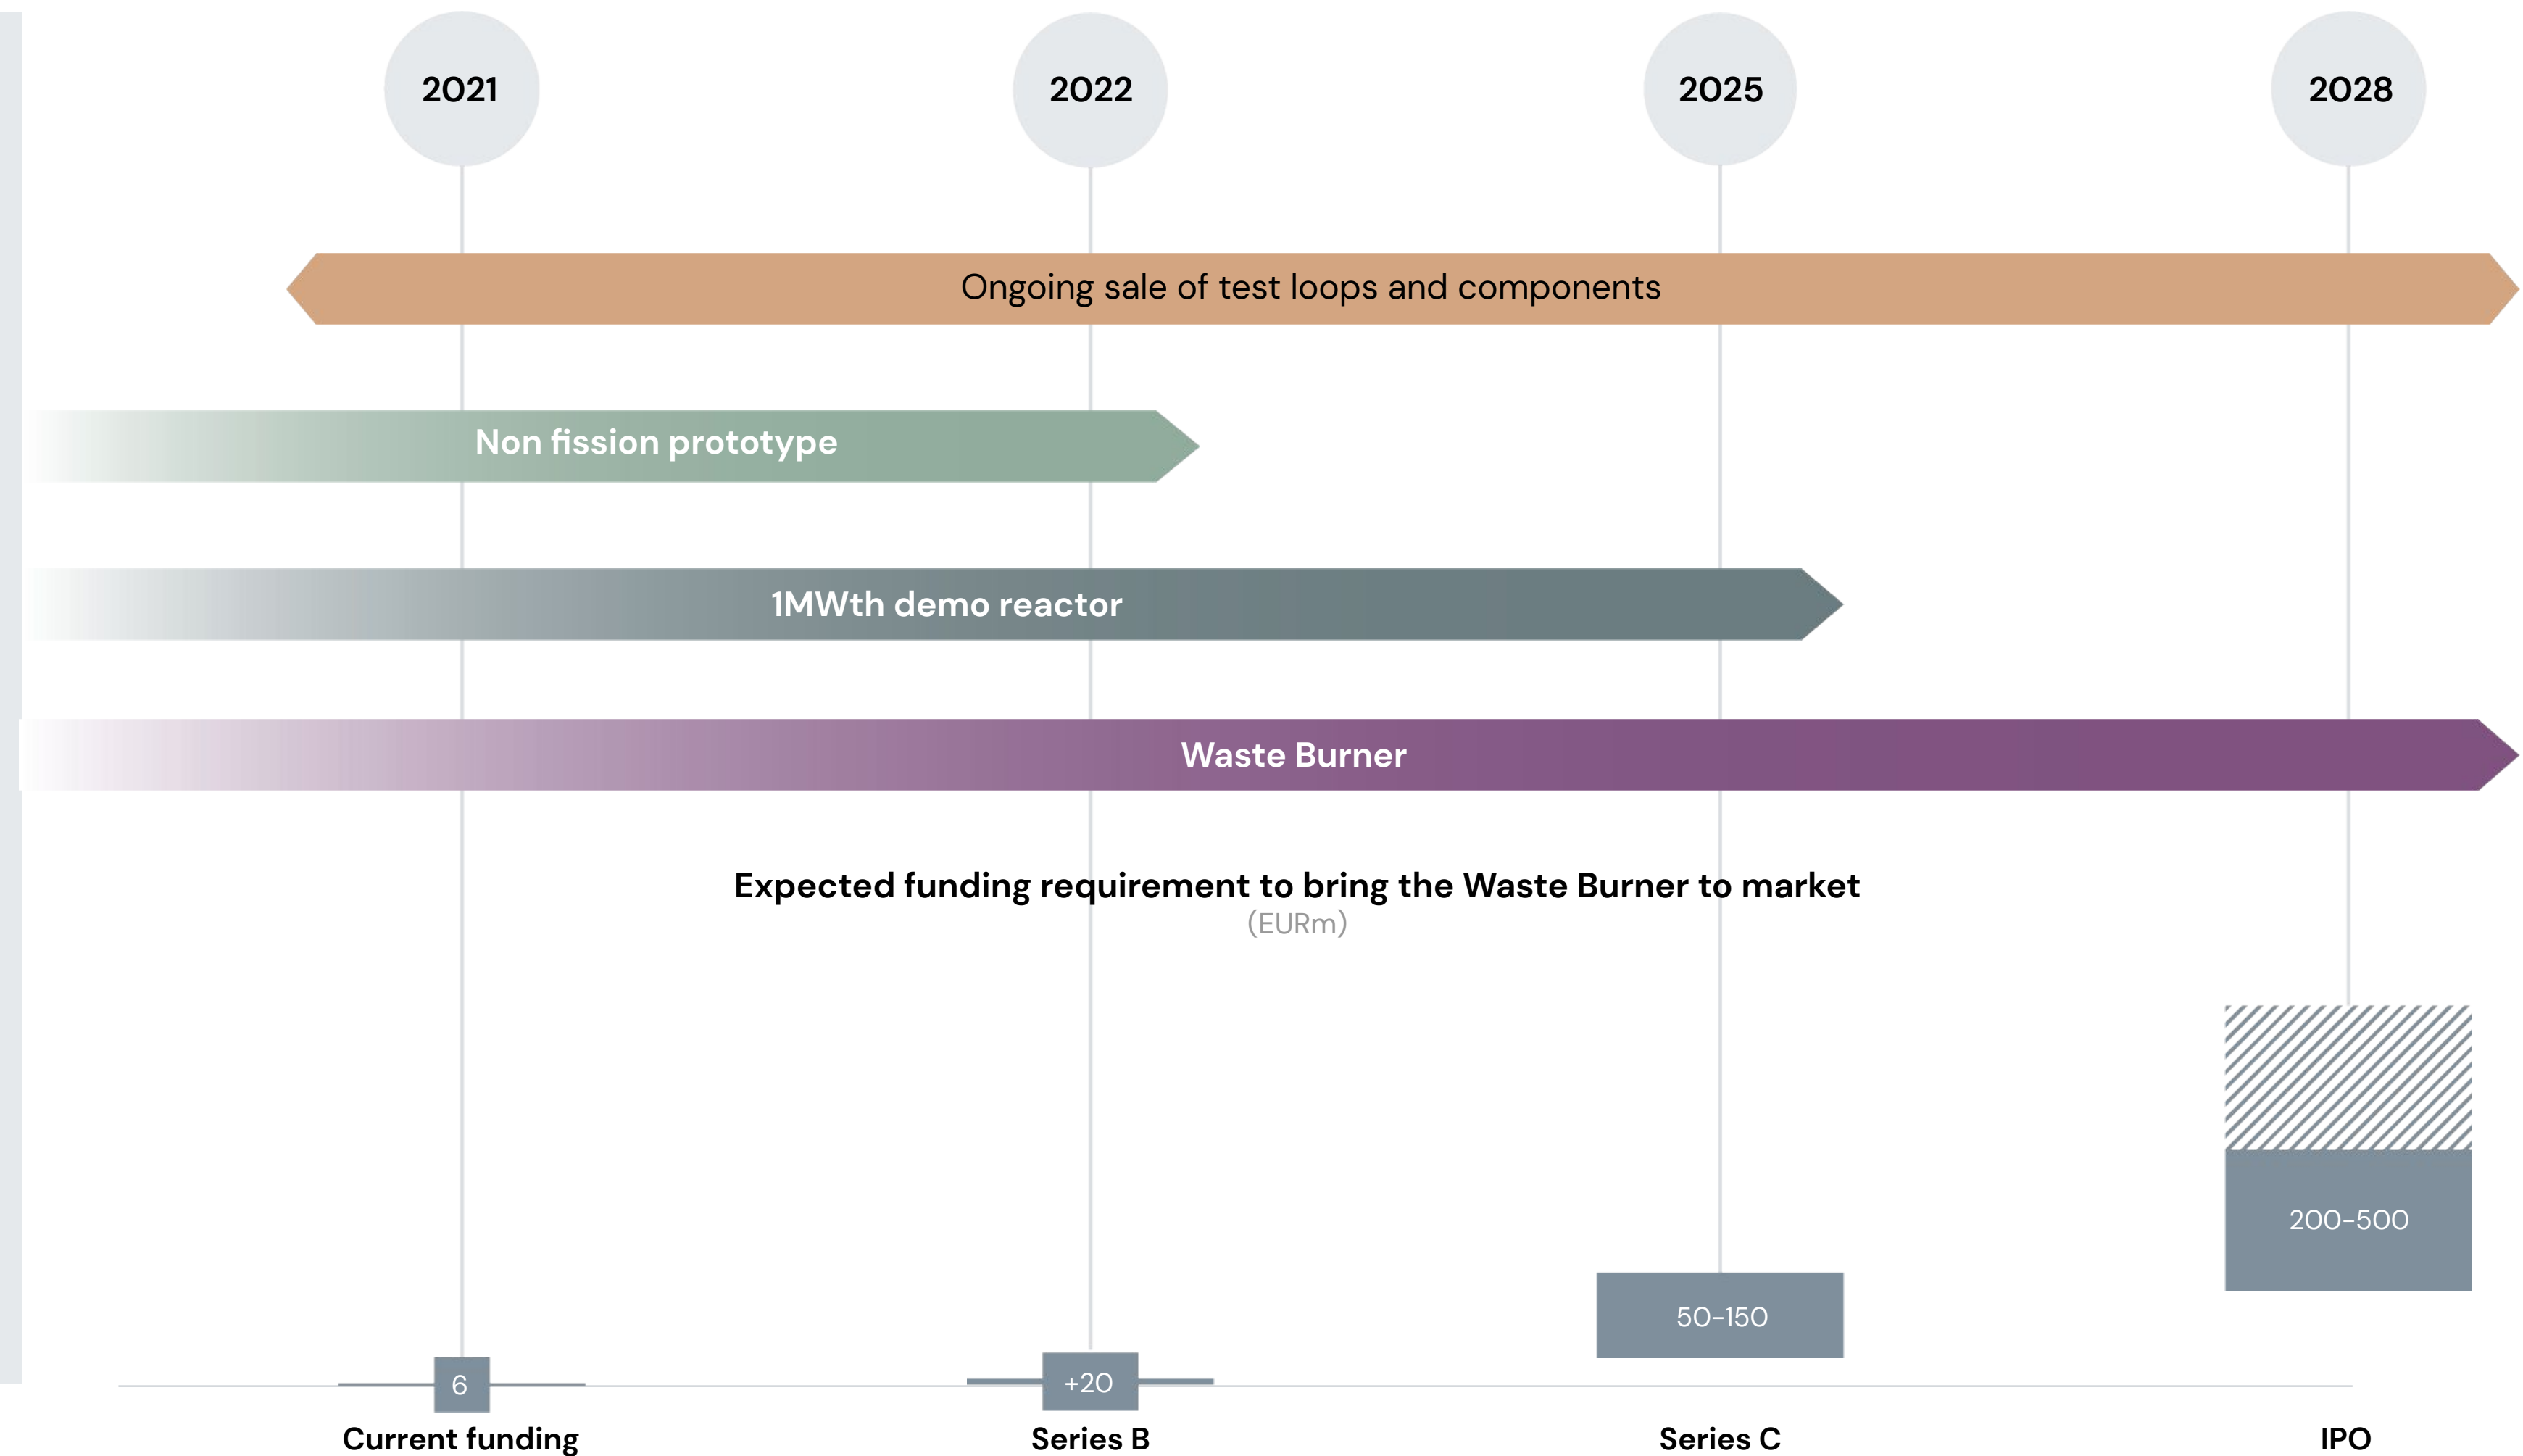 2021
2022
2025
2028
Ongoing sale of test loops and components
Non fission prototype
1MWth demo reactor
Waste Burner
Expected funding requirement to bring the Waste Burner to market
(EURm)
200-500
50-150
6
+20
Current funding
Series B
Series C
IPO